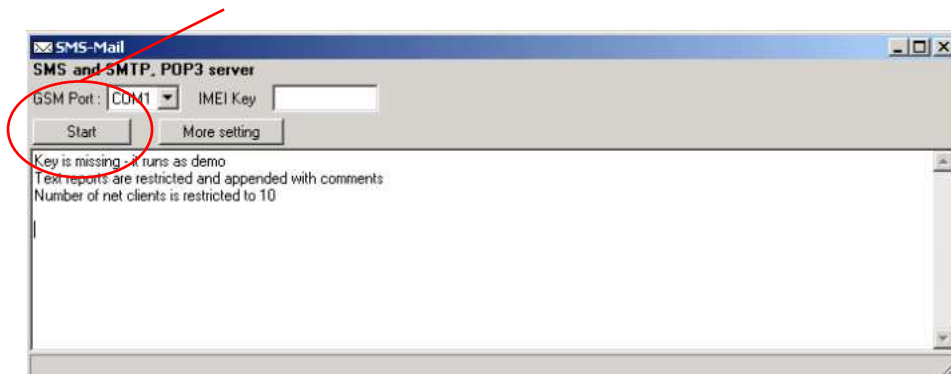 SMS-Mail
SMS and SMTP, POP3 server
GSM Port : COM1 IMEI Key
Start More setting
Key is missing - it runs as demo
Text reports are restricted and appended with comments
Number of net clients is restricted to 10